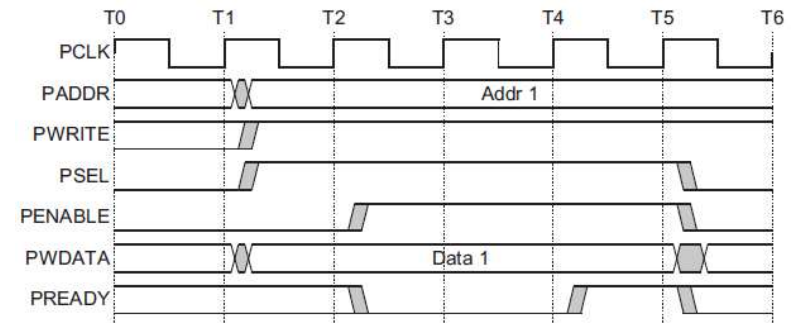 T0 T1 T2 T3 T4 T5 T6
PCLK
PADDR Addr 1
PWRITE
PSEL
PENABLE
PWDATA Data 1
PREADY